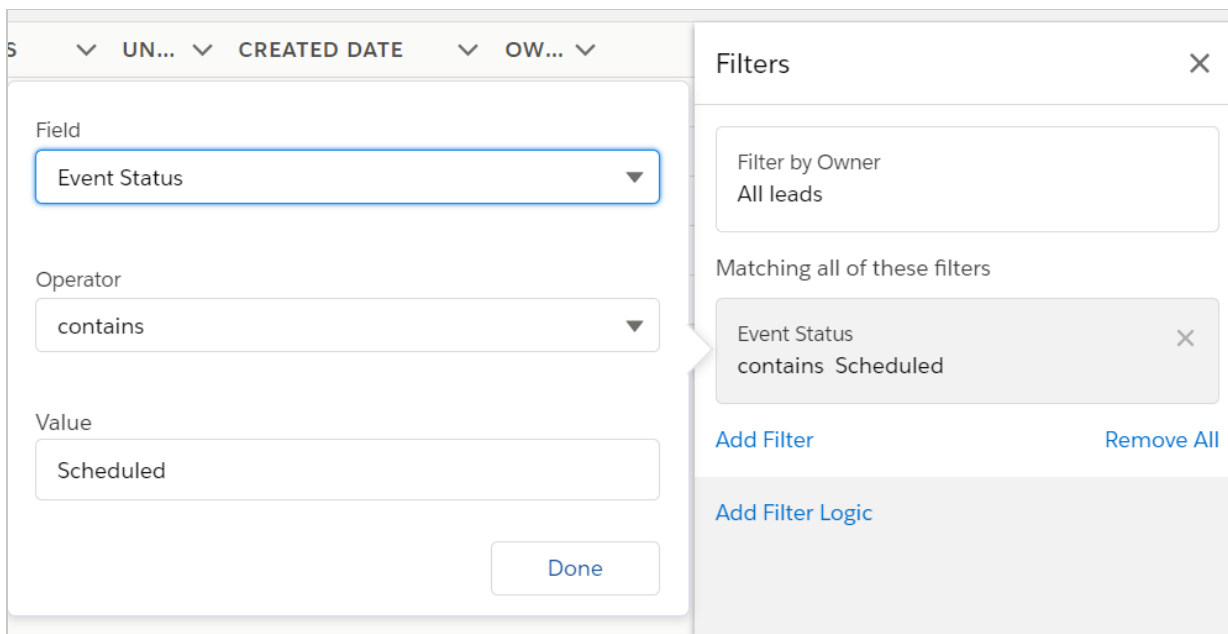 S UN... CREATED DATE OW...
Field
Event Status
Operator
contains
Value
Scheduled
Done
Filters
Filter by Owner
All leads
Matching all of these filters
Event Status
contains Scheduled
Add Filter Remove All
Add Filter Logic